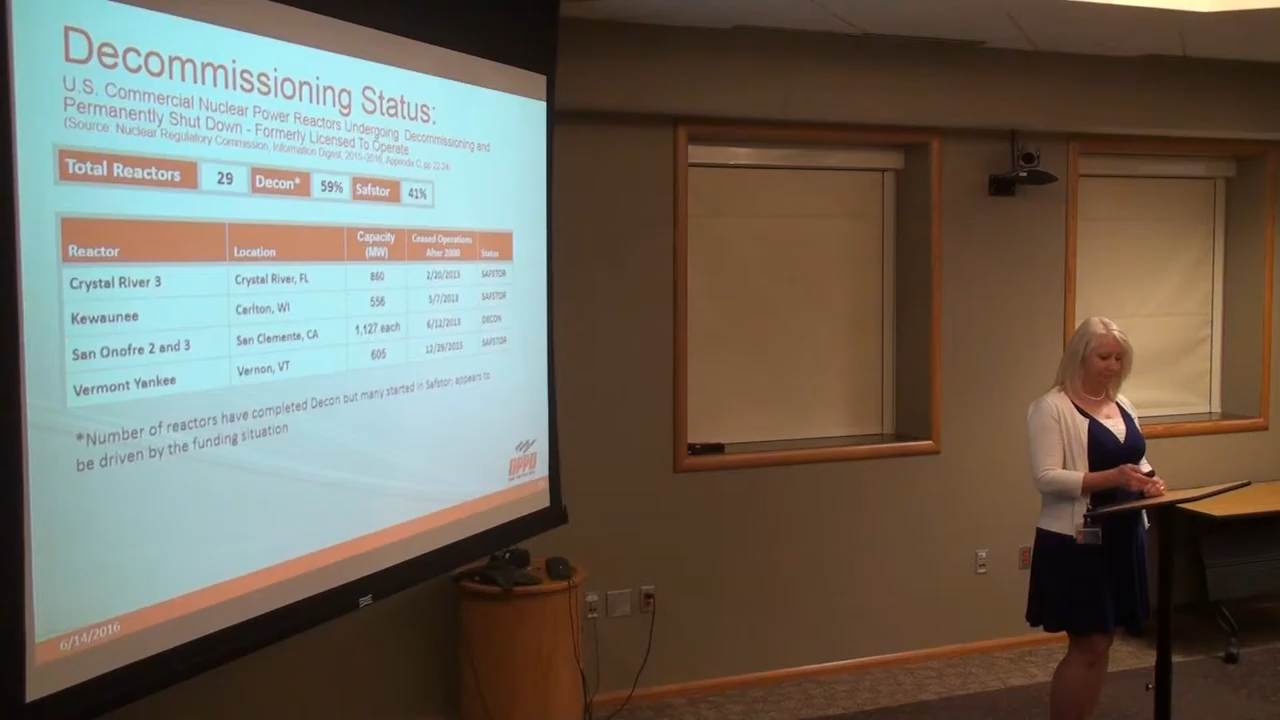 Decommissioning Status:
U.S. Commercial Nuclear Power Reactors Undergoing Decommissioning and
Permanently Shut Down - Formerly Licensed To Operate
(Source: Nuclear Regulatory Commission, Information Digest, 2015-2016, Appendix C, pp 22-24)
Total Reactors 29 Decon* 59% Safstor 41%
Reactor Location Capacity (MW) Ceased Operations After 2000 Status
Crystal River 3 Crystal River, FL 860 2/20/2013 SAFSTOR
Kewaunee Carlton, WI 556 5/7/2013 SAFSTOR
San Onofre 2 and 3 San Clemente, CA 1,127 each 6/12/2013 DECON
Vermont Yankee Vernon, VT 605 12/29/2015 SAFSTOR
*Number of reactors have completed Decon but many started in Safstor; appears to
be driven by the funding situation
OPPD
6/14/2016